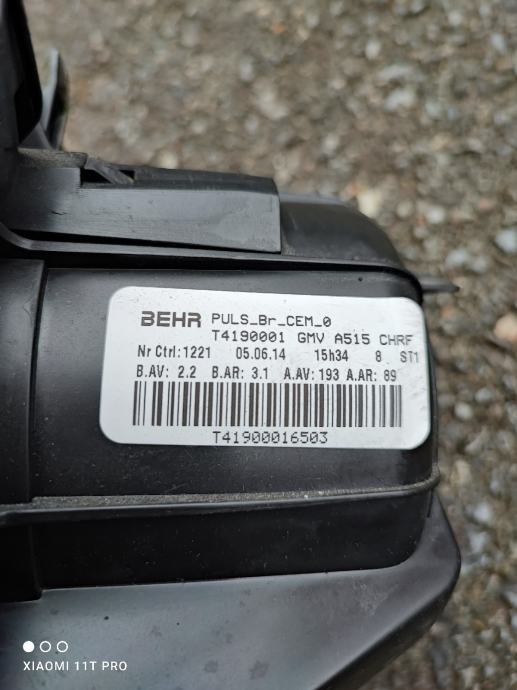 BEHR PULS_Br_CEM_0
T4190001 GMV A515 CHRF
Nr Ctrl:1221 05.06.14 15h34 8 ST1
B.AV: 2.2 B.AR: 3.1 A.AV: 193 A.AR: 89
T41900016503
XIAOMI 11T PRO